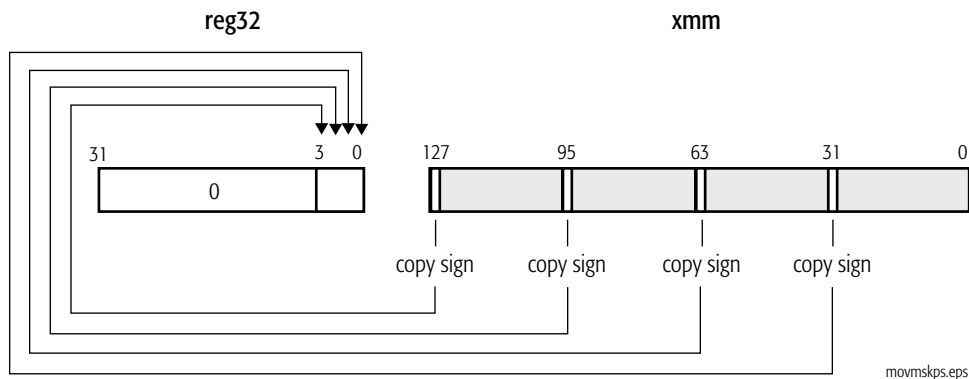 reg32 xmm
31 3 0 127 95 63 31 0
0
copy sign copy sign copy sign copy sign
movmskps.eps